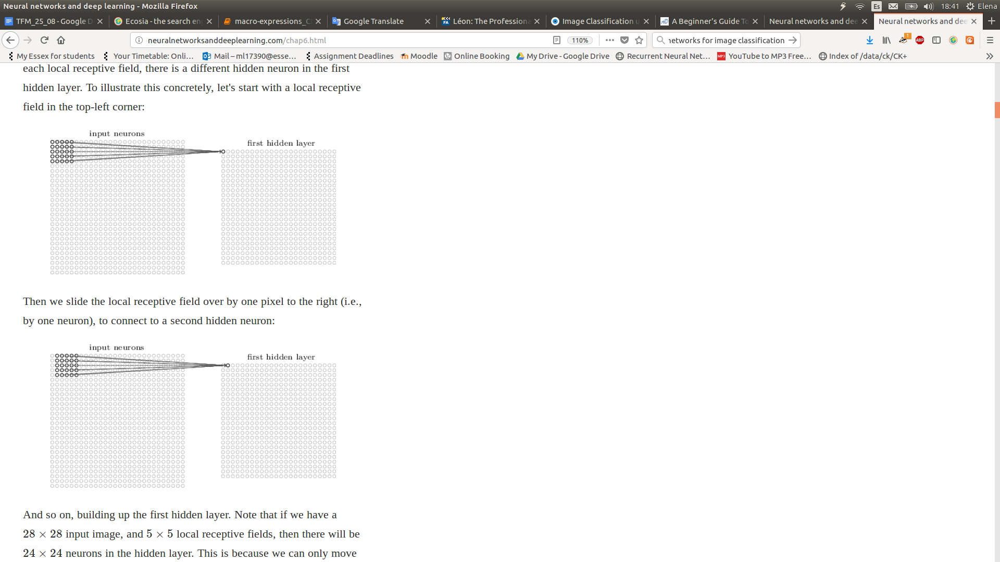 Neural networks and deep learning - Mozilla Firefox
Es
18:41
Elena
TFM_25_08 - Google D
Ecosia - the search en
macro-expressions_C
Google Translate
Léon: The Professiona
Image Classification u
A Beginner's Guide To
Neural networks and dee
Neural networks and dee
neuralnetworksanddeeplearning.com/chap6.html
110%
networks for image classification
1
ABP
My Essex for students
Your Timetable: Onli...
Mail – ml17390@esse...
Assignment Deadlines
Moodle
Online Booking
My Drive - Google Drive
Recurrent Neural Net...
YouTube to MP3 Free...
Index of /data/ck/CK+
each local receptive field, there is a different hidden neuron in the first
hidden layer. To illustrate this concretely, let's start with a local receptive
field in the top-left corner:
input neurons
first hidden layer
Then we slide the local receptive field over by one pixel to the right (i.e.,
by one neuron), to connect to a second hidden neuron:
input neurons
first hidden layer
And so on, building up the first hidden layer. Note that if we have a
28 × 28 input image, and 5 × 5 local receptive fields, then there will be
24 × 24 neurons in the hidden layer. This is because we can only move